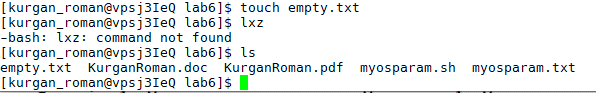 [kurgan_roman@vpsj3IeQ lab6]$ touch empty.txt
[kurgan_roman@vpsj3IeQ lab6]$ lxz
-bash: lxz: command not found
[kurgan_roman@vpsj3IeQ lab6]$ ls
empty.txt  KurganRoman.doc  KurganRoman.pdf  myosparam.sh  myosparam.txt
[kurgan_roman@vpsj3IeQ lab6]$